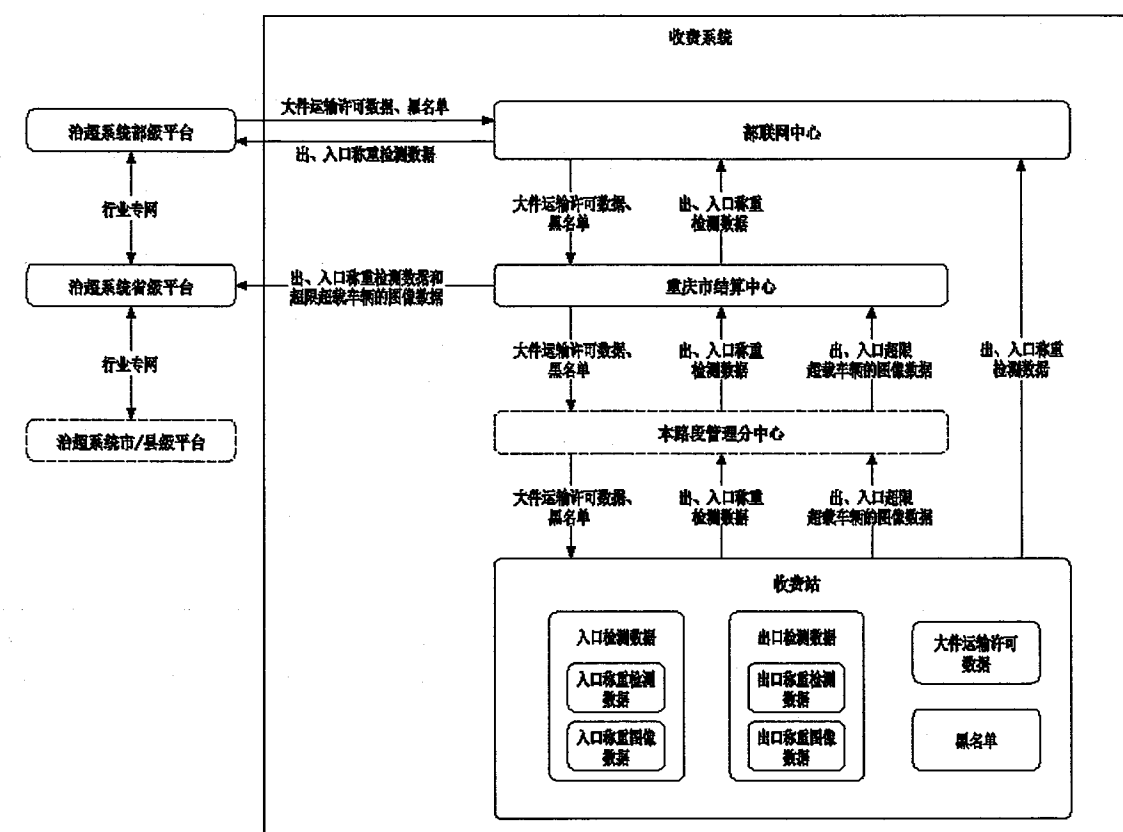 收费系统
大件运输许可数据、黑名单
治超系统部级平台
部联网中心
出、入口称重检测数据
行业专网
大件运输许可数据、
黑名单
出、入口称重
检测数据
治超系统省级平台
出、入口称重检测数据和
超限超载车辆的图像数据
重庆市结算中心
行业专网
大件运输许可数据、
黑名单
出、入口称重
检测数据
出、入口超限
超载车辆的图像数据
出、入口称重
检测数据
治超系统市/县级平台
本路段管理分中心
大件运输许可数据、
黑名单
出、入口称重
检测数据
出、入口超限
超载车辆的图像数据
收费站
入口检测数据
入口称重检测
数据
入口称重图像
数据
出口检测数据
出口称重检测
数据
出口称重图像
数据
大件运输许可
数据
黑名单